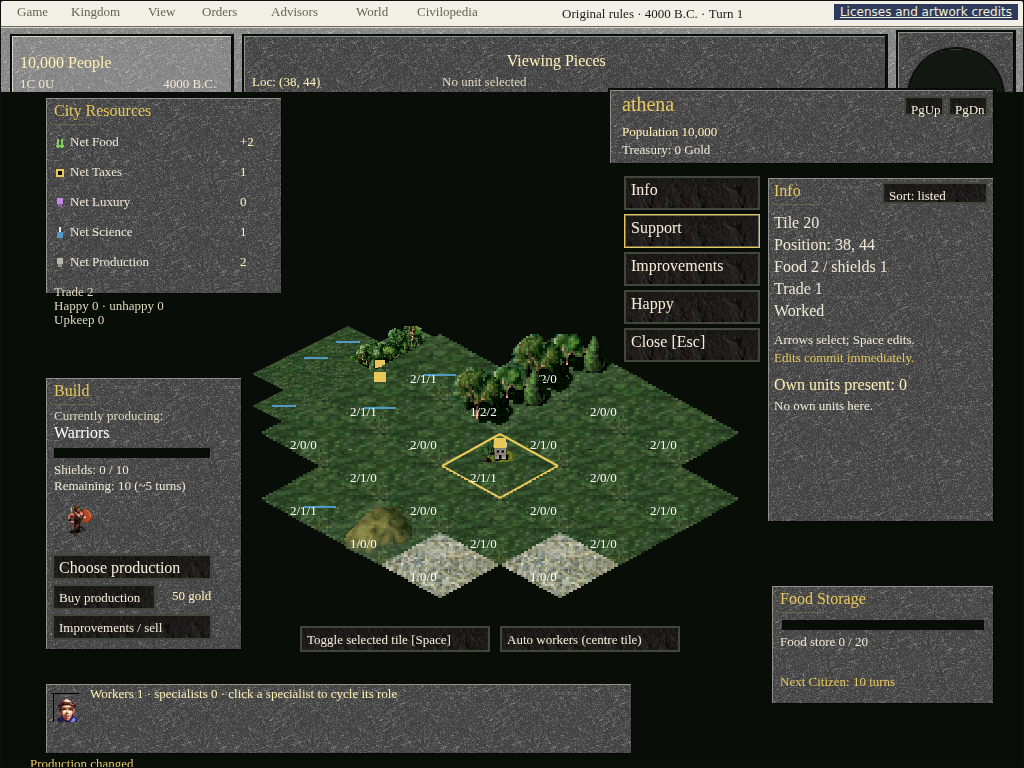 Game Kingdom View Orders Advisors World Civilopedia Original rules · 4000 B.C. · Turn 1 Licenses and artwork credits
10,000 People
1C 0U 4000 B.C.
Viewing Pieces
Loc: (38, 44) No unit selected
City Resources
Net Food +2
Net Taxes 1
Net Luxury 0
Net Science 1
Net Production 2
Trade 2
Happy 0 · unhappy 0
Upkeep 0
athena PgUp PgDn
Population 10,000
Treasury: 0 Gold
Info
Support
Improvements
Happy
Close [Esc]
Info Sort: listed
Tile 20
Position: 38, 44
Food 2 / shields 1
Trade 1
Worked
Arrows select; Space edits.
Edits commit immediately.
Own units present: 0
No own units here.
2/1/1 2/0
2/1/1 1/2/2 2/0/0
2/0/0 2/0/0 2/1/0 2/1/0
2/1/0 2/1/1 2/0/0
2/1/1 2/0/0 2/0/0 2/1/0
1/0/0 2/1/0 2/1/0
1/0/0 1/0/0
Build
Currently producing:
Warriors
Shields: 0 / 10
Remaining: 10 (~5 turns)
Choose production
Buy production 50 gold
Improvements / sell
Toggle selected tile [Space] Auto workers (centre tile)
Food Storage
Food store 0 / 20
Next Citizen: 10 turns
Workers 1 · specialists 0 · click a specialist to cycle its role
Production changed